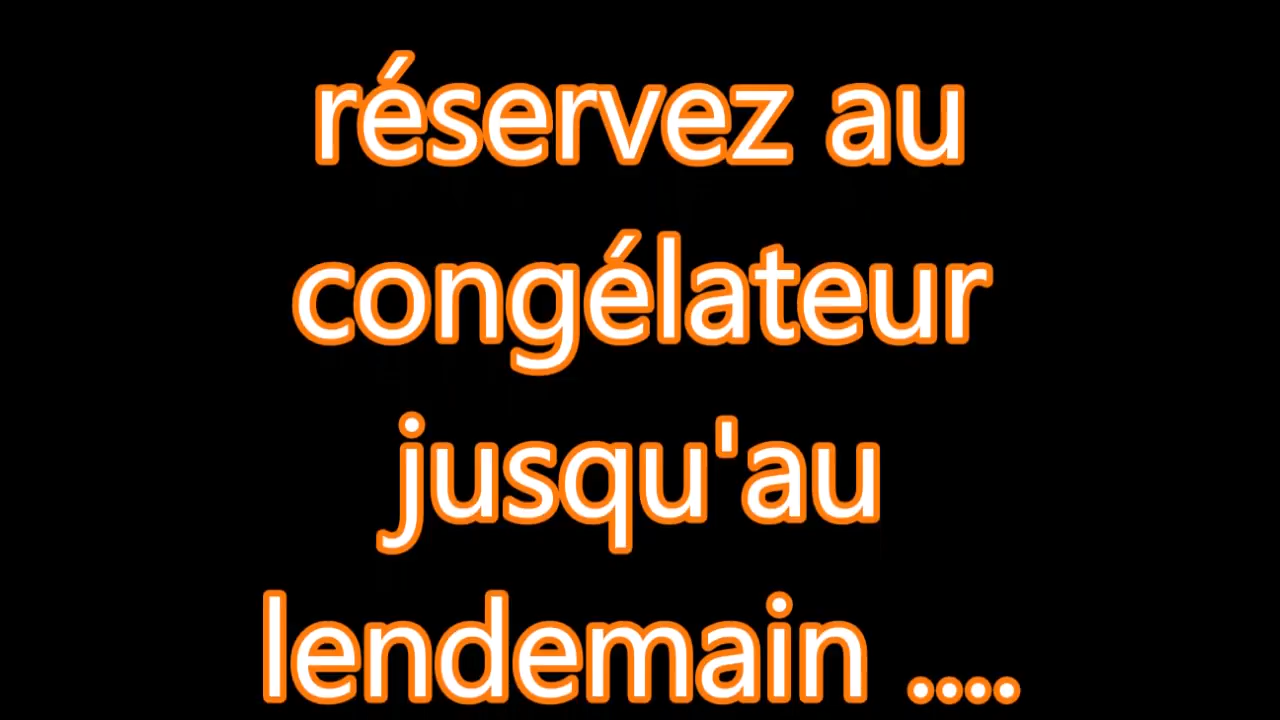 réservez au
congélateur
jusqu'au
lendemain ....